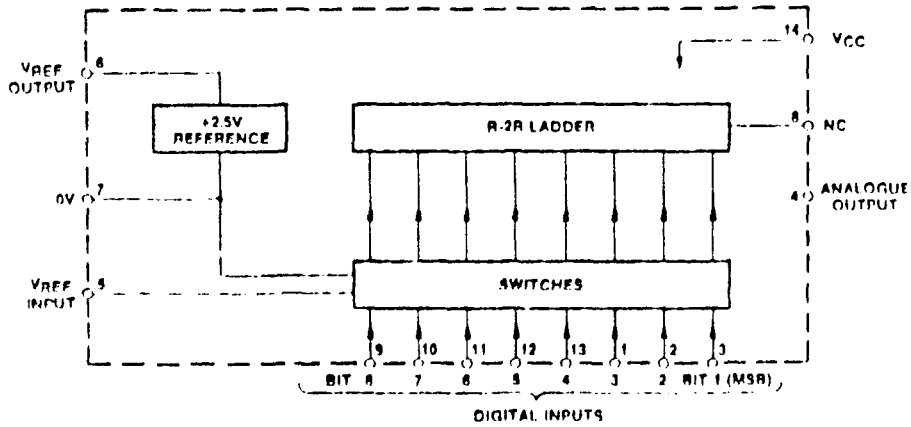 14
VCC
VREF
OUTPUT
6
+2.5V
REFERENCE
R-2R LADDER
8
NC
0V
7
4
ANALOGUE
OUTPUT
VREF
INPUT
5
SWITCHES
9 10 11 12 13 1 2 3
BIT 8 7 6 5 4 3 2 BIT 1 (MSB)
DIGITAL INPUTS